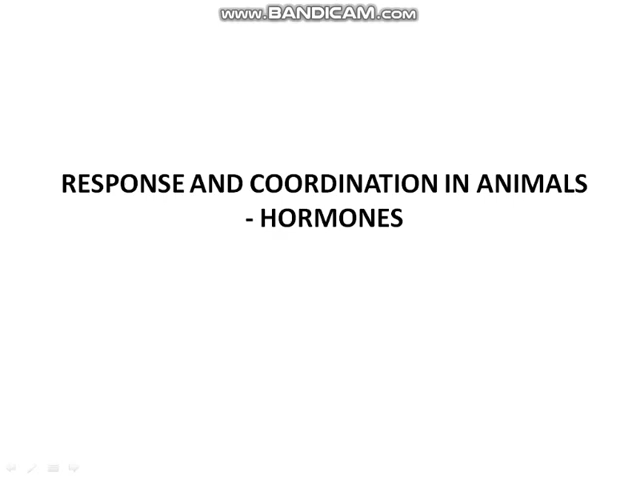 www.BANDICAM.com
RESPONSE AND COORDINATION IN ANIMALS
- HORMONES